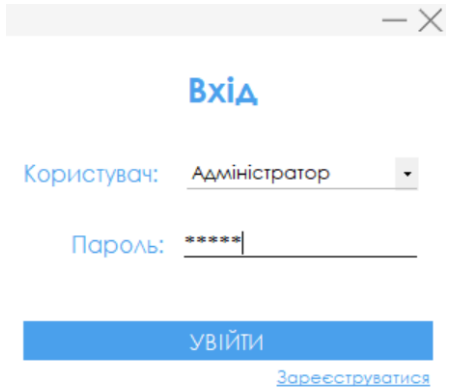 Вхід
Користувач: Адміністратор
Пароль: *****
УВІЙТИ
Зареєструватися